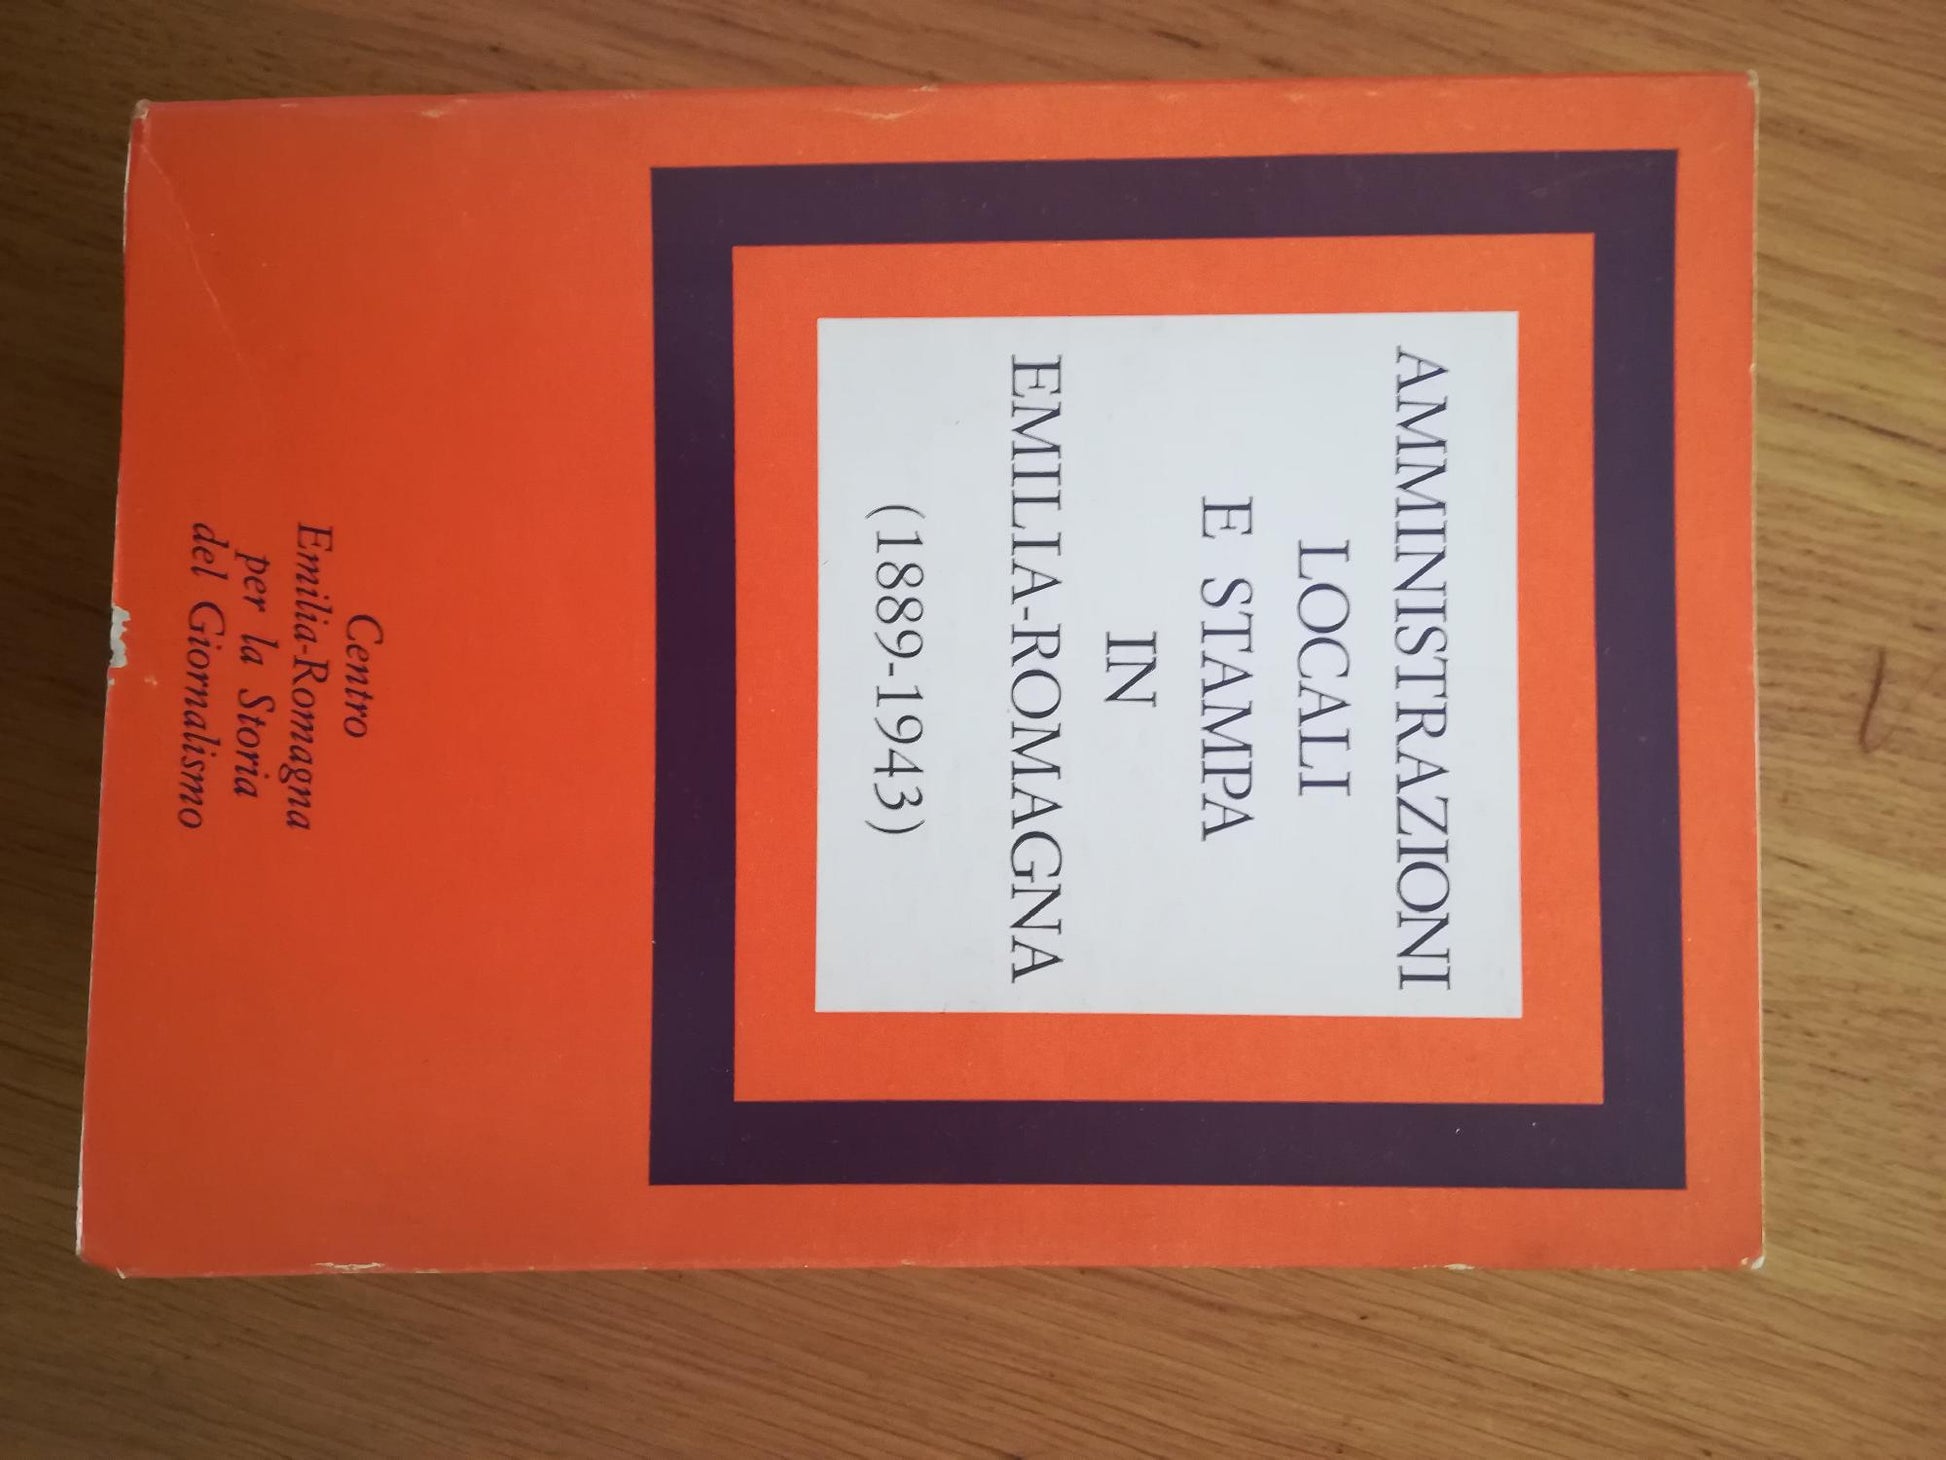 AMMINISTRAZIONI
LOCALI
E STAMPA
IN
EMILIA-ROMAGNA
(1889-1943)
Centro
Emilia-Romagna
per la Storia
del Giornalismo